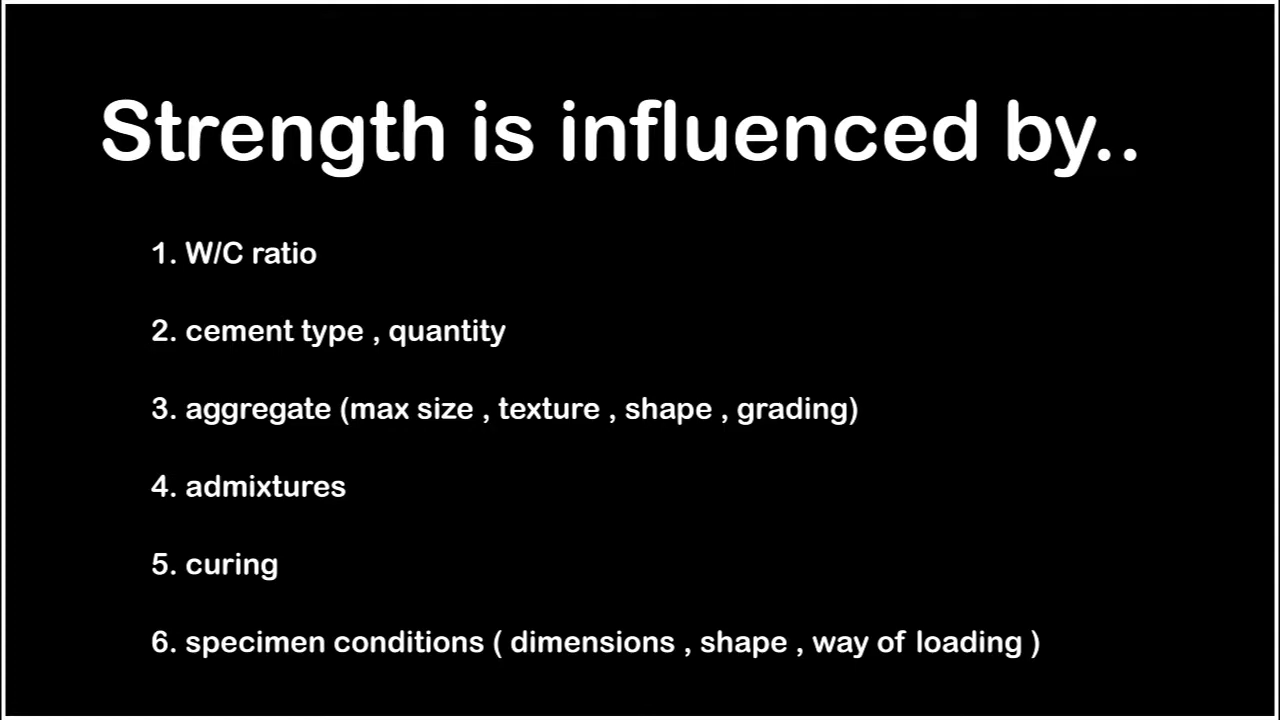 Strength is influenced by..
1. W/C ratio
2. cement type , quantity
3. aggregate (max size , texture , shape , grading)
4. admixtures
5. curing
6. specimen conditions ( dimensions , shape , way of loading )